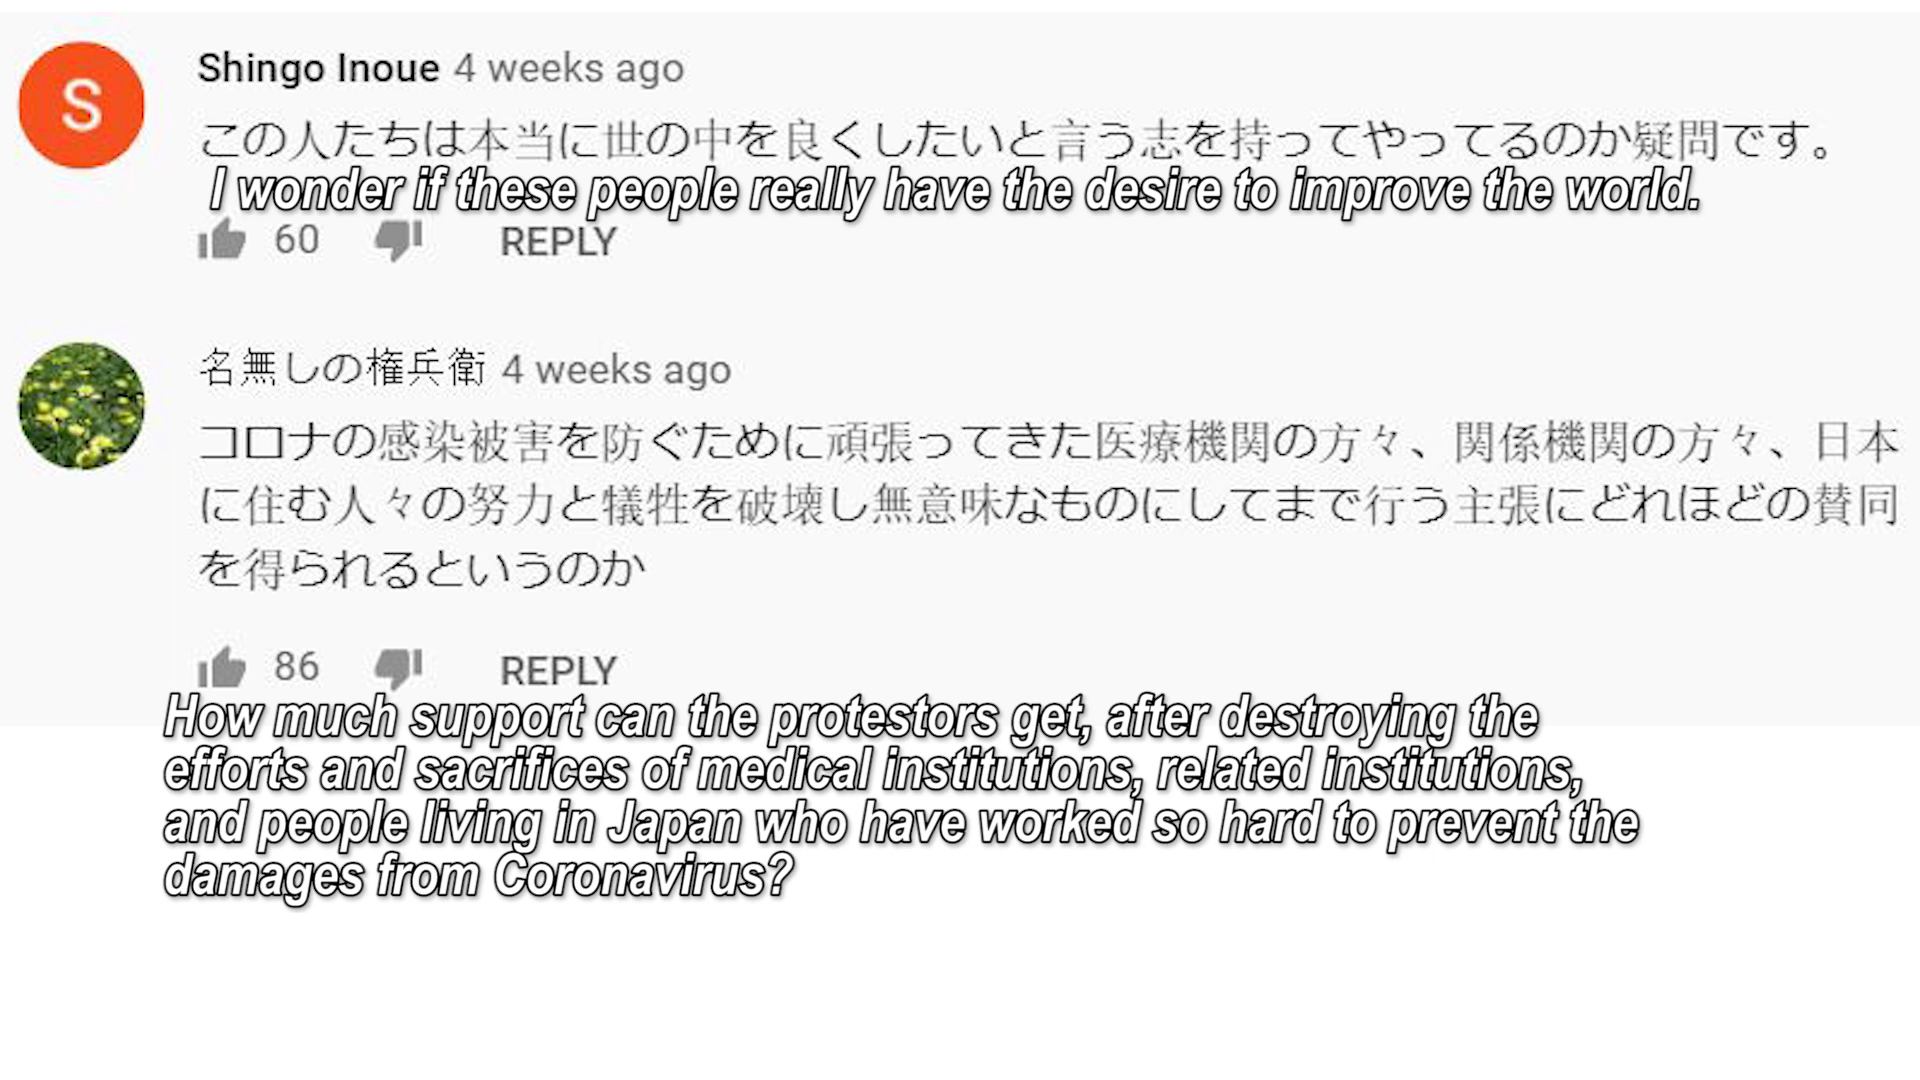 S
Shingo Inoue 4 weeks ago
この人たちは本当に世の中を良くしたいと言う志を持ってやってるのか疑問です。
I wonder if these people really have the desire to improve the world.
60 REPLY
名無しの権兵衛 4 weeks ago
コロナの感染被害を防ぐために頑張ってきた医療機関の方々、関係機関の方々、日本
に住む人々の努力と犠牲を破壊し無意味なものにしてまで行う主張にどれほどの賛同
を得られるというのか
86 REPLY
How much support can the protestors get, after destroying the
efforts and sacrifices of medical institutions, related institutions,
and people living in Japan who have worked so hard to prevent the
damages from Coronavirus?